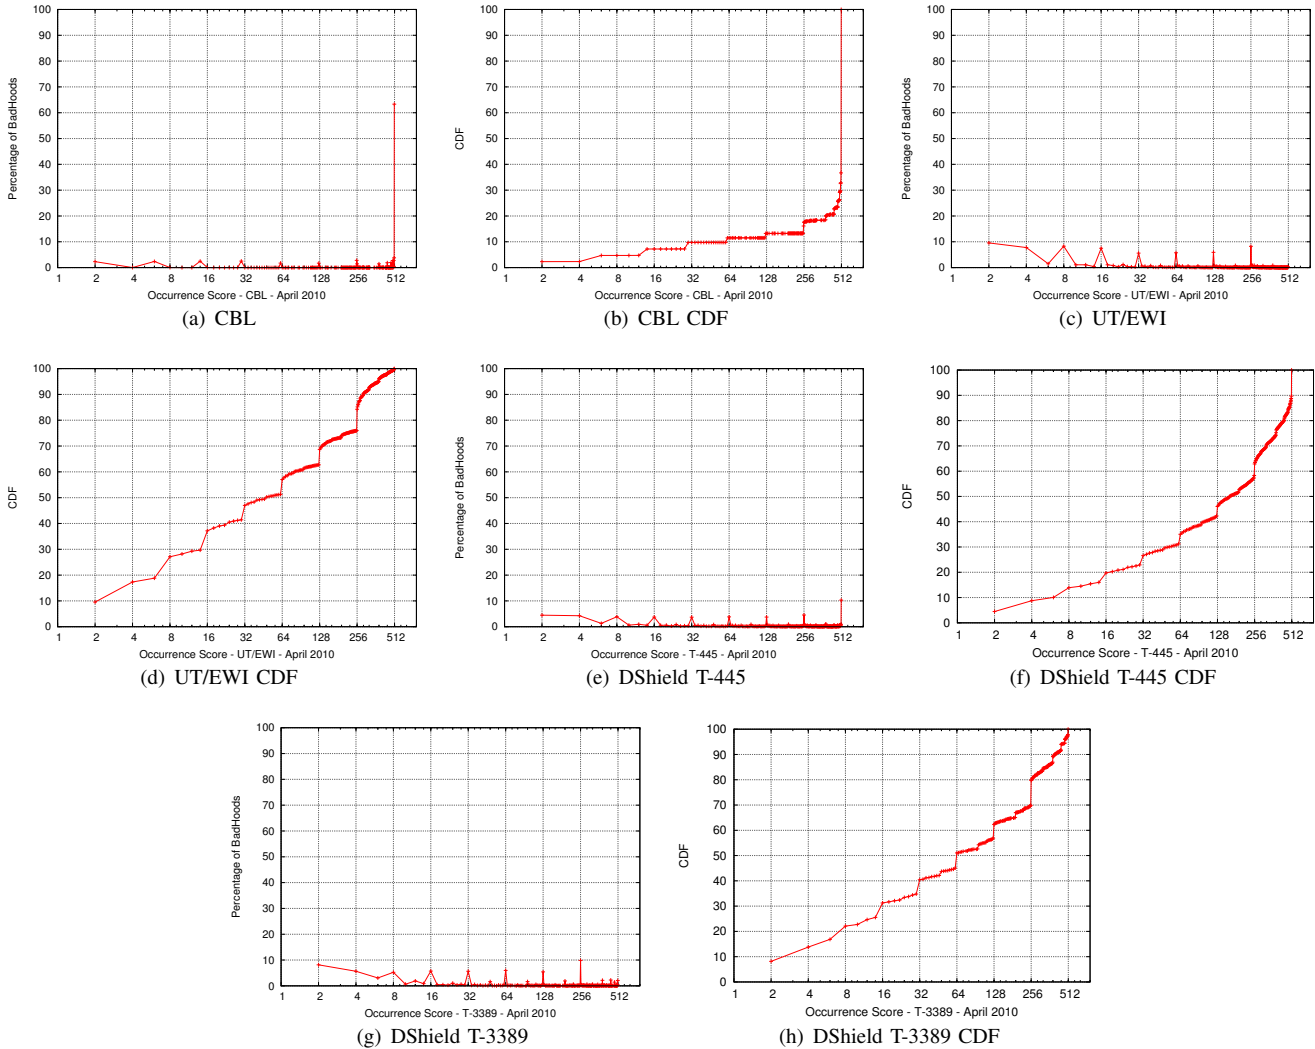 100
90
80
70
60
50
40
30
20
10
0
1 2 4 8 16 32 64 128 256 512
Percentage of BadHoods
Occurrence Score - CBL - April 2010
(a) CBL
100
90
80
70
60
50
40
30
20
10
0
1 2 4 8 16 32 64 128 256 512
CDF
Occurrence Score - CBL - April 2010
(b) CBL CDF
100
90
80
70
60
50
40
30
20
10
0
1 2 4 8 16 32 64 128 256 512
Percentage of BadHoods
Occurrence Score - UT/EWI - April 2010
(c) UT/EWI
100
90
80
70
60
50
40
30
20
10
0
1 2 4 8 16 32 64 128 256 512
CDF
Occurrence Score - UT/EWI - April 2010
(d) UT/EWI CDF
100
90
80
70
60
50
40
30
20
10
0
1 2 4 8 16 32 64 128 256 512
Percentage of BadHoods
Occurrence Score - T-445 - April 2010
(e) DShield T-445
100
90
80
70
60
50
40
30
20
10
0
1 2 4 8 16 32 64 128 256 512
CDF
Occurrence Score - T-445 - April 2010
(f) DShield T-445 CDF
100
90
80
70
60
50
40
30
20
10
0
1 2 4 8 16 32 64 128 256 512
Percentage of BadHoods
Occurrence Score - T-3389 - April 2010
(g) DShield T-3389
100
90
80
70
60
50
40
30
20
10
0
1 2 4 8 16 32 64 128 256 512
CDF
Occurrence Score - T-3389 - April 2010
(h) DShield T-3389 CDF